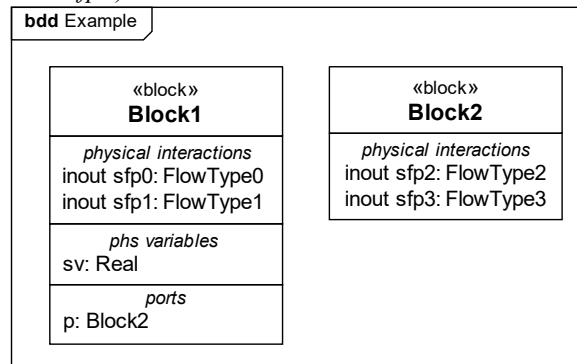 bdd Example
«block»
Block1
physical interactions
inout sfp0: FlowType0
inout sfp1: FlowType1
phs variables
sv: Real
ports
p: Block2
«block»
Block2
physical interactions
inout sfp2: FlowType2
inout sfp3: FlowType3